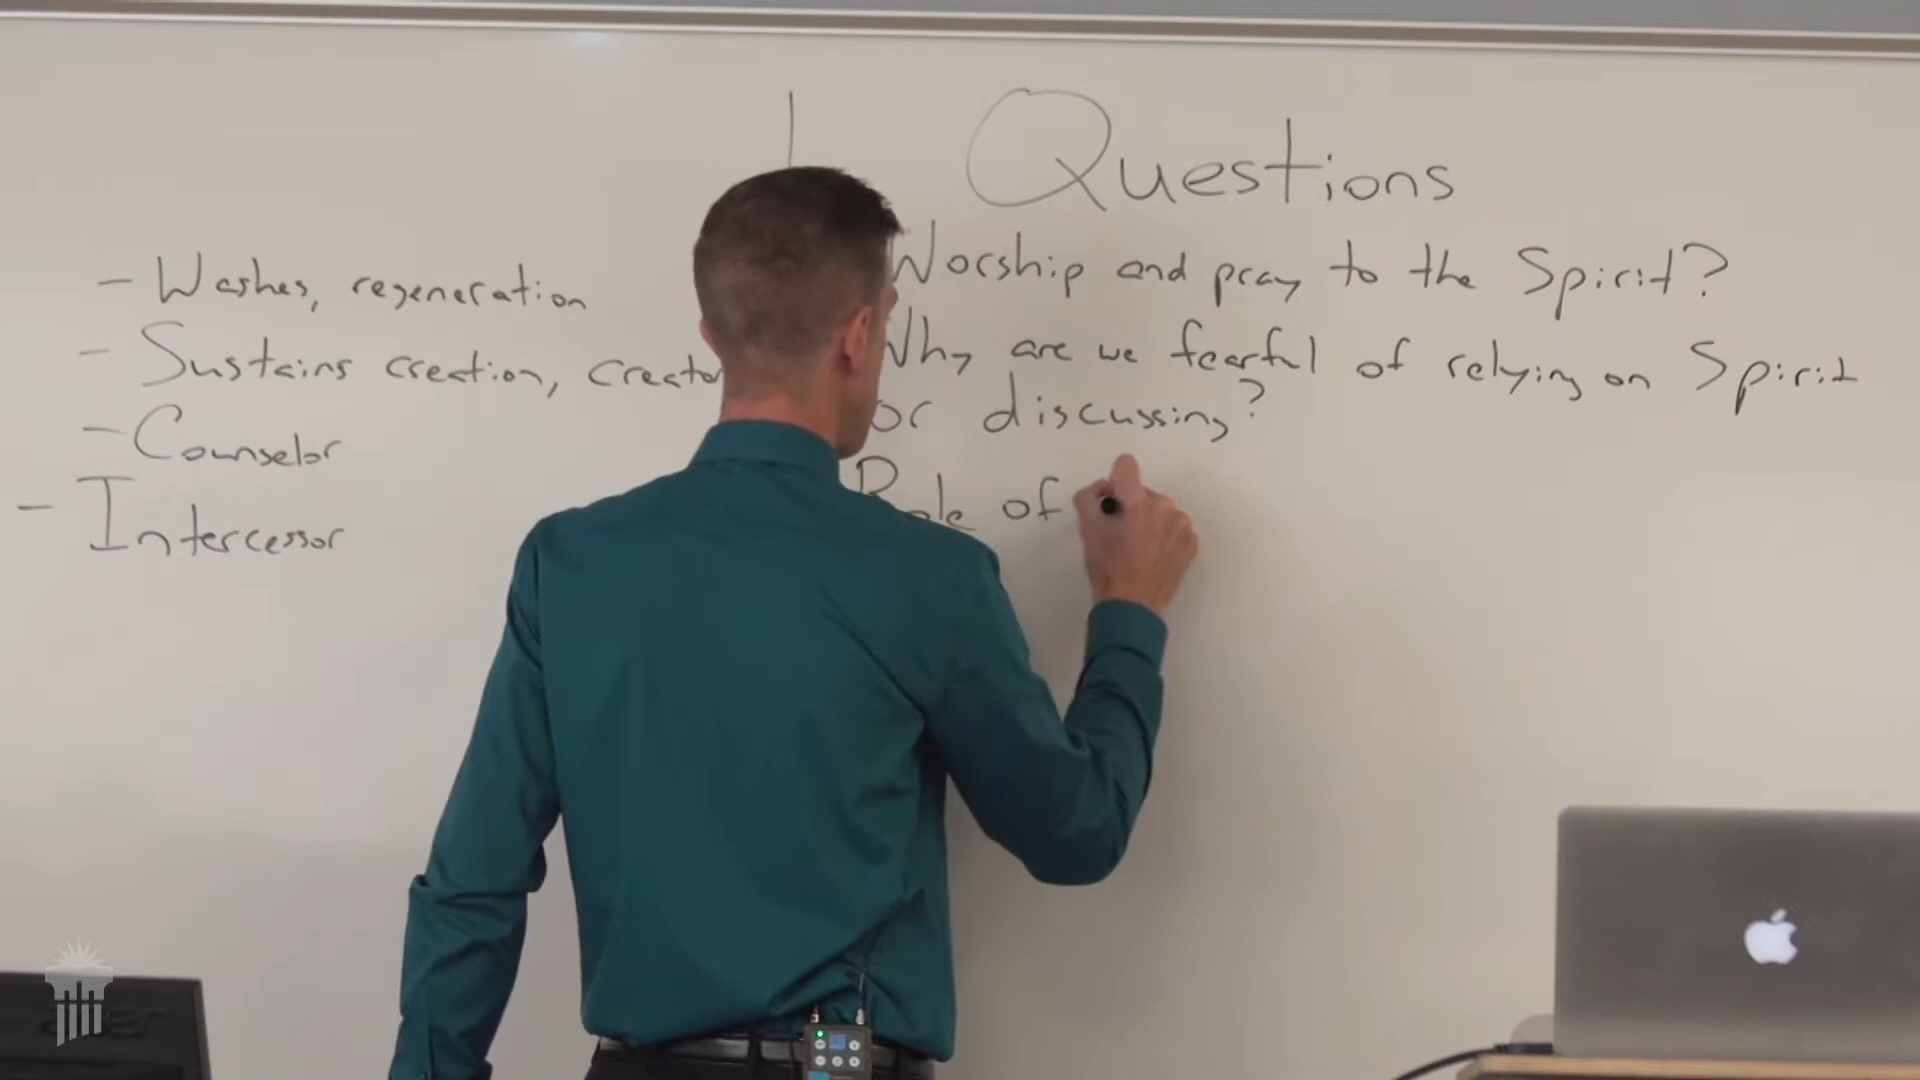 Questions
- Washes, regeneration
- Sustains creation, creator
- Counselor
- Intercessor
Worship and pray to the Spirit?
Why are we fearful of relying on Spirit
or discussing?
Role of
acer